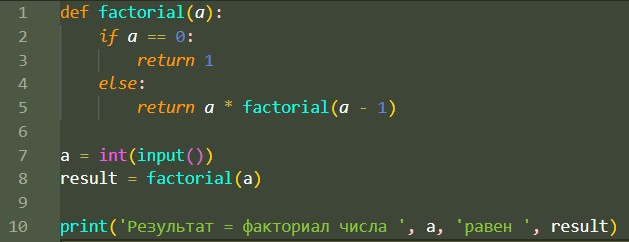 1 def factorial(a):
2     if a == 0:
3         return 1
4     else:
5         return a * factorial(a - 1)
6
7 a = int(input())
8 result = factorial(a)
9
10 print('Результат = факториал числа ', a, 'равен ', result)